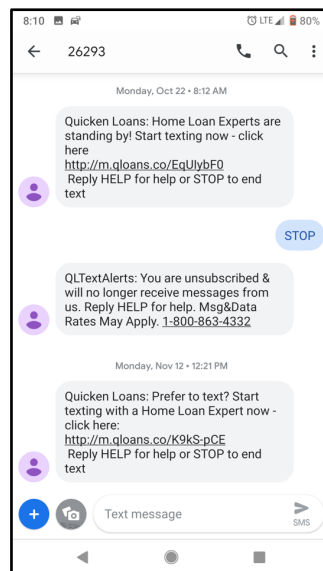 8:10 LTE 80%
26293
Monday, Oct 22 • 8:12 AM
Quicken Loans: Home Loan Experts are
standing by! Start texting now - click
here
http://m.qloans.co/EqUlybF0
Reply HELP for help or STOP to end
text
STOP
QLTextAlerts: You are unsubscribed &
will no longer receive messages from
us. Reply HELP for help. Msg&Data
Rates May Apply. 1-800-863-4332
Monday, Nov 12 • 12:21 PM
Quicken Loans: Prefer to text? Start
texting with a Home Loan Expert now -
click here:
http://m.qloans.co/K9kS-pCE
Reply HELP for help or STOP to end
text
Text message
SMS